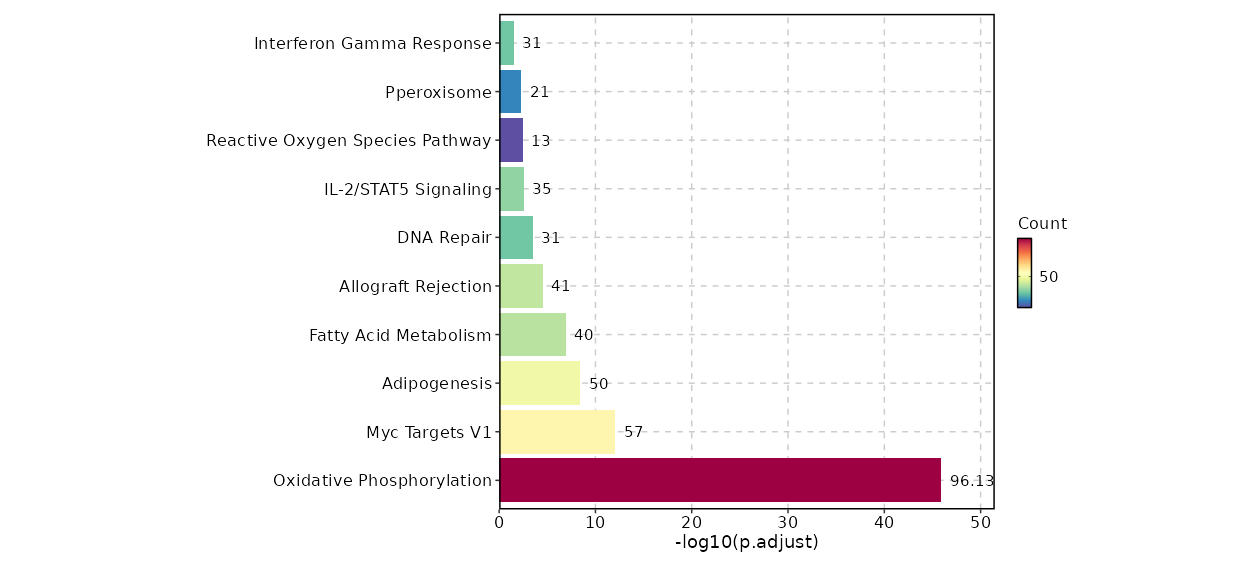 Interferon Gamma Response 31
Pperoxisome 21
Reactive Oxygen Species Pathway 13
IL-2/STAT5 Signaling 35
DNA Repair 31
Allograft Rejection 41
Fatty Acid Metabolism 40
Adipogenesis 50
Myc Targets V1 57
Oxidative Phosphorylation 96.13
0 10 20 30 40 50
-log10(p.adjust)
Count
50